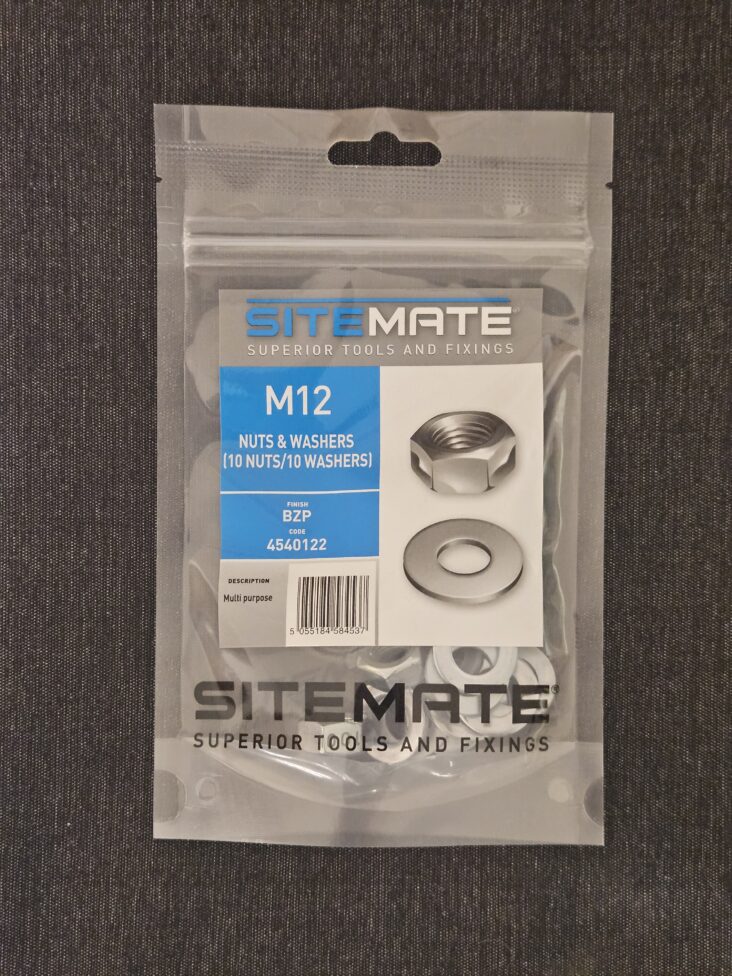 SITEMATE®
SUPERIOR TOOLS AND FIXINGS
M12
NUTS & WASHERS
(10 NUTS/10 WASHERS)
FINISH
BZP
CODE
4540122
DESCRIPTION
Multi purpose
5 055184 584537
SITEMATE®
SUPERIOR TOOLS AND FIXINGS